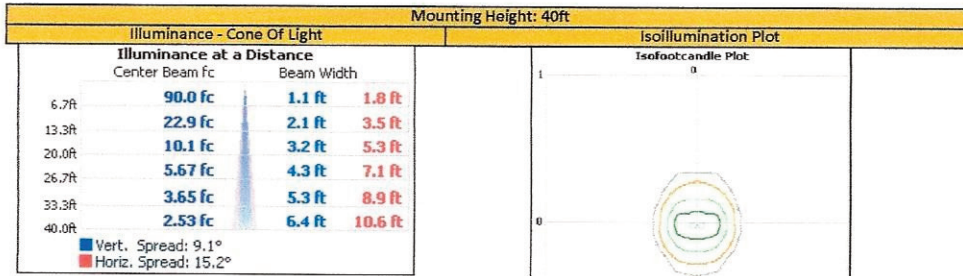 Mounting Height: 40ft
Illuminance - Cone Of Light
Isoillumination Plot
Illuminance at a Distance
Center Beam fc Beam Width
6.7ft 90.0 fc 1.1 ft 1.8 ft
13.3ft 22.9 fc 2.1 ft 3.5 ft
20.0ft 10.1 fc 3.2 ft 5.3 ft
26.7ft 5.67 fc 4.3 ft 7.1 ft
33.3ft 3.65 fc 5.3 ft 8.9 ft
40.0ft 2.53 fc 6.4 ft 10.6 ft
Vert. Spread: 9.1°
Horiz. Spread: 15.2°
Isofootcandle Plot
0
1
0